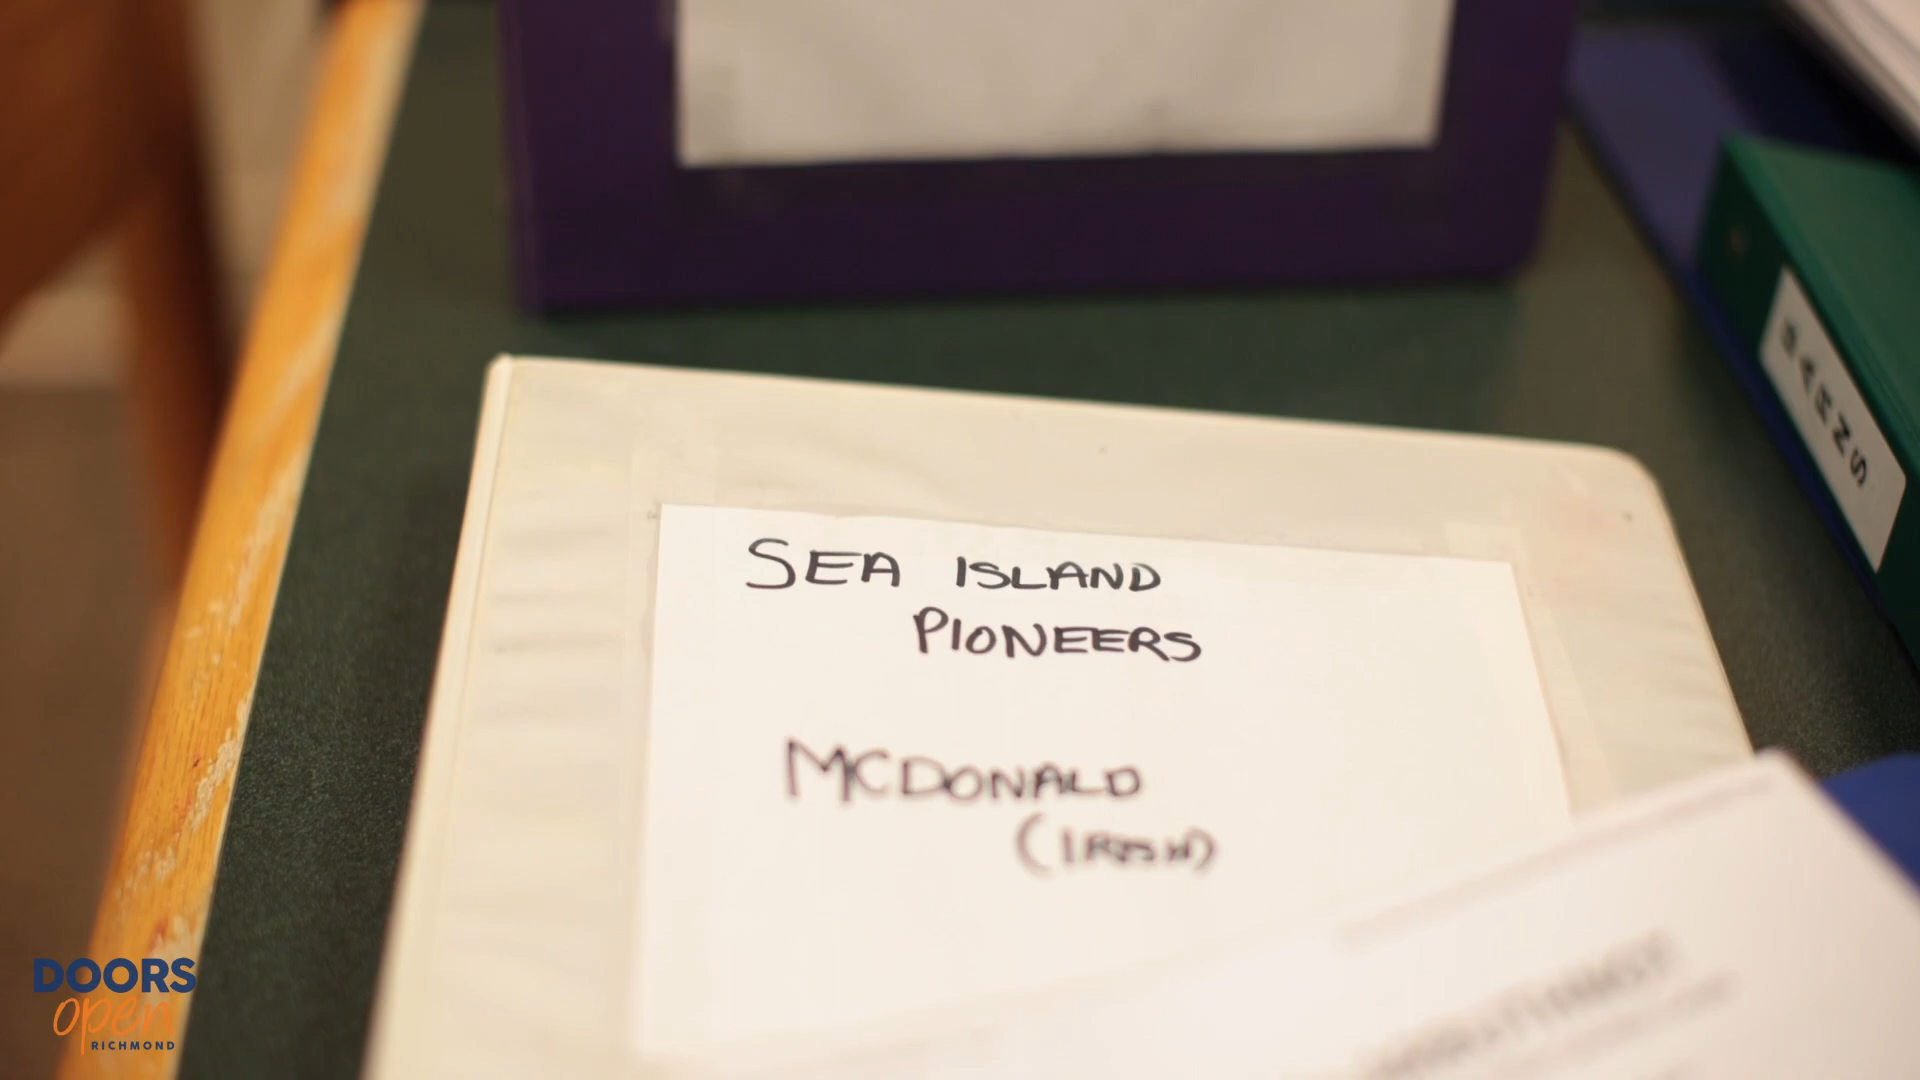 SEA ISLAND
PIONEERS
MCDONALD
(IRISH)
DOORS
open
RICHMOND